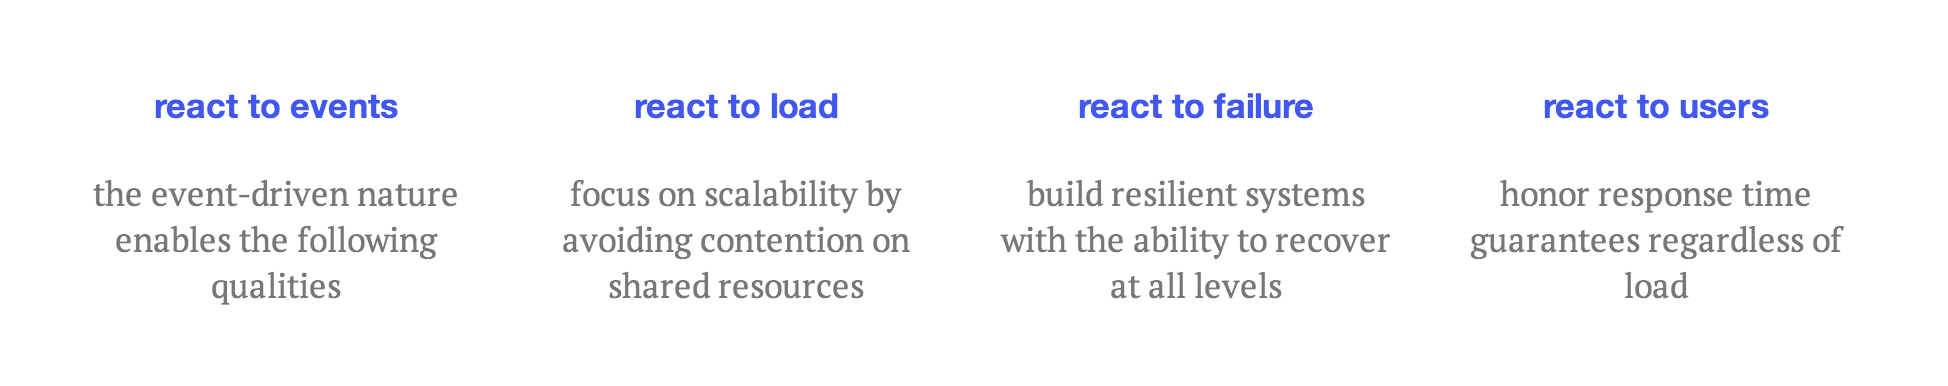 react to events
the event-driven nature
enables the following
qualities
react to load
focus on scalability by
avoiding contention on
shared resources
react to failure
build resilient systems
with the ability to recover
at all levels
react to users
honor response time
guarantees regardless of
load